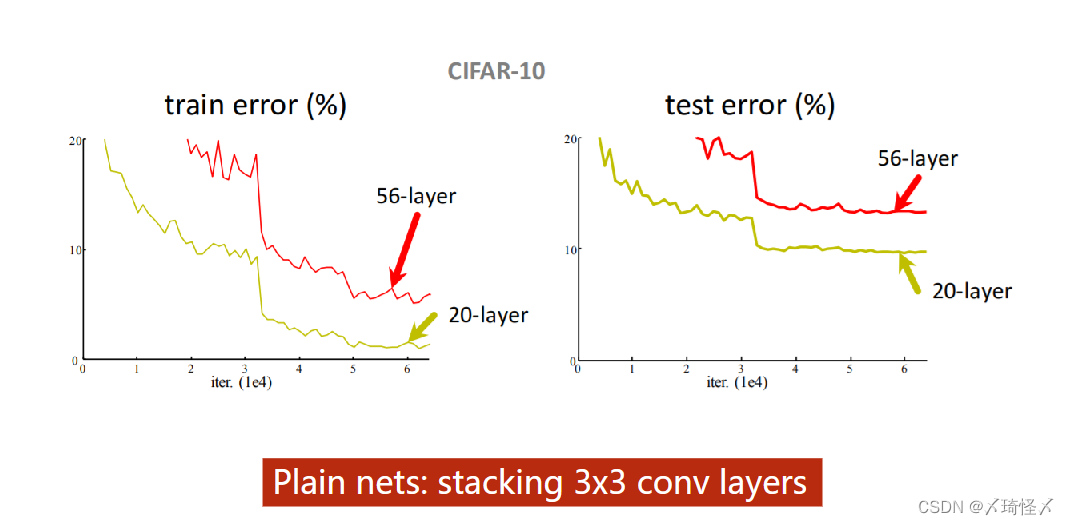 CIFAR-10
train error (%)
20
10
0
0 1 2 3 4 5 6
iter. (1e4)
56-layer
20-layer
test error (%)
20
10
0
0 1 2 3 4 5 6
iter. (1e4)
56-layer
20-layer
Plain nets: stacking 3x3 conv layers
CSDN @乄琦怪乄